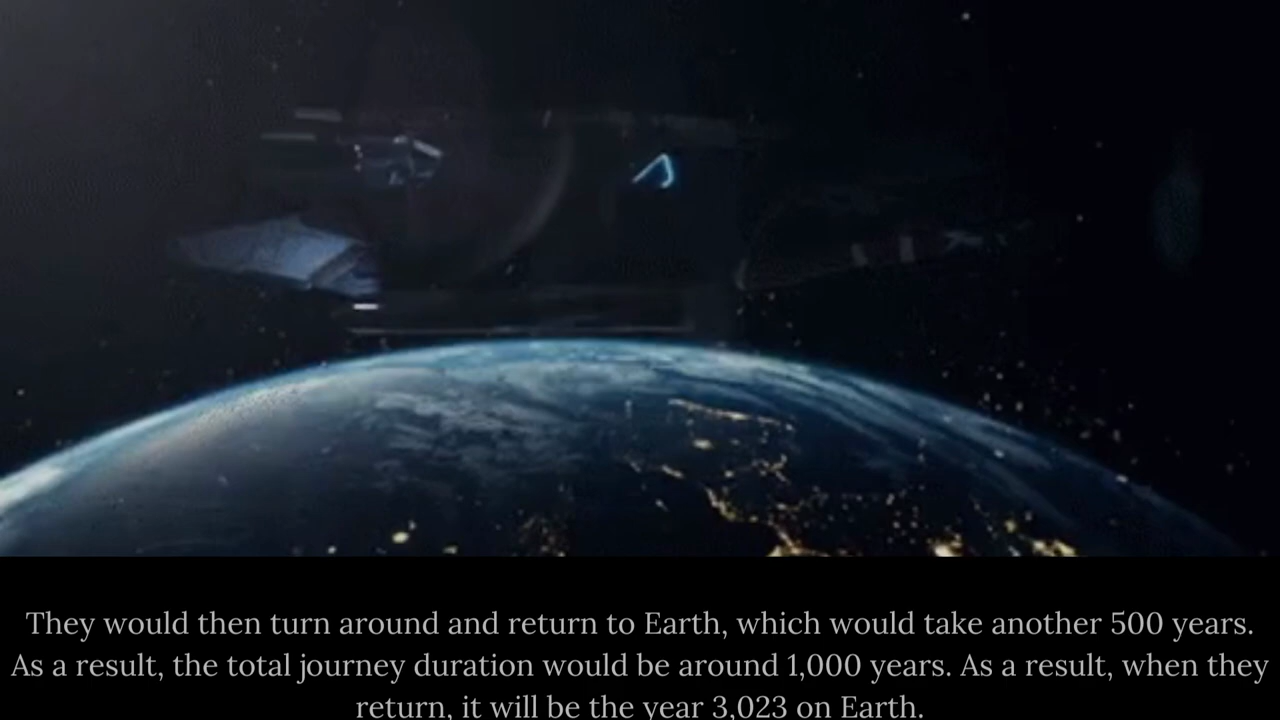 They would then turn around and return to Earth, which would take another 500 years.
As a result, the total journey duration would be around 1,000 years. As a result, when they
return, it will be the year 3,023 on Earth.